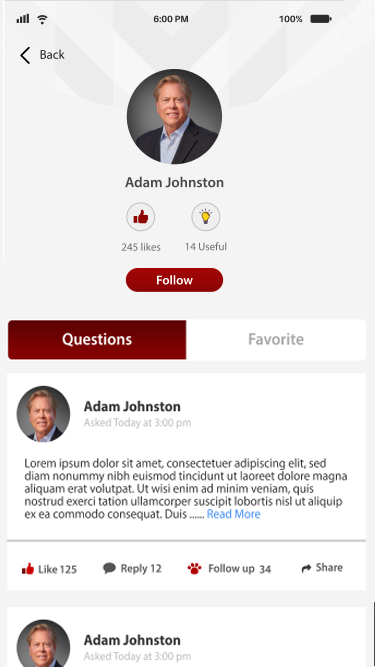 6:00 PM 100%
Back
Adam Johnston
245 likes 14 Useful
Follow
Questions Favorite
Adam Johnston
Asked Today at 3:00 pm
Lorem ipsum dolor sit amet, consectetuer adipiscing elit, sed
diam nonummy nibh euismod tincidunt ut laoreet dolore magna
aliquam erat volutpat. Ut wisi enim ad minim veniam, quis
nostrud exerci tation ullamcorper suscipit lobortis nisl ut aliquip
ex ea commodo consequat. Duis ...... Read More
Like 125 Reply 12 Follow up 34 Share
Adam Johnston
Asked Today at 3:00 pm